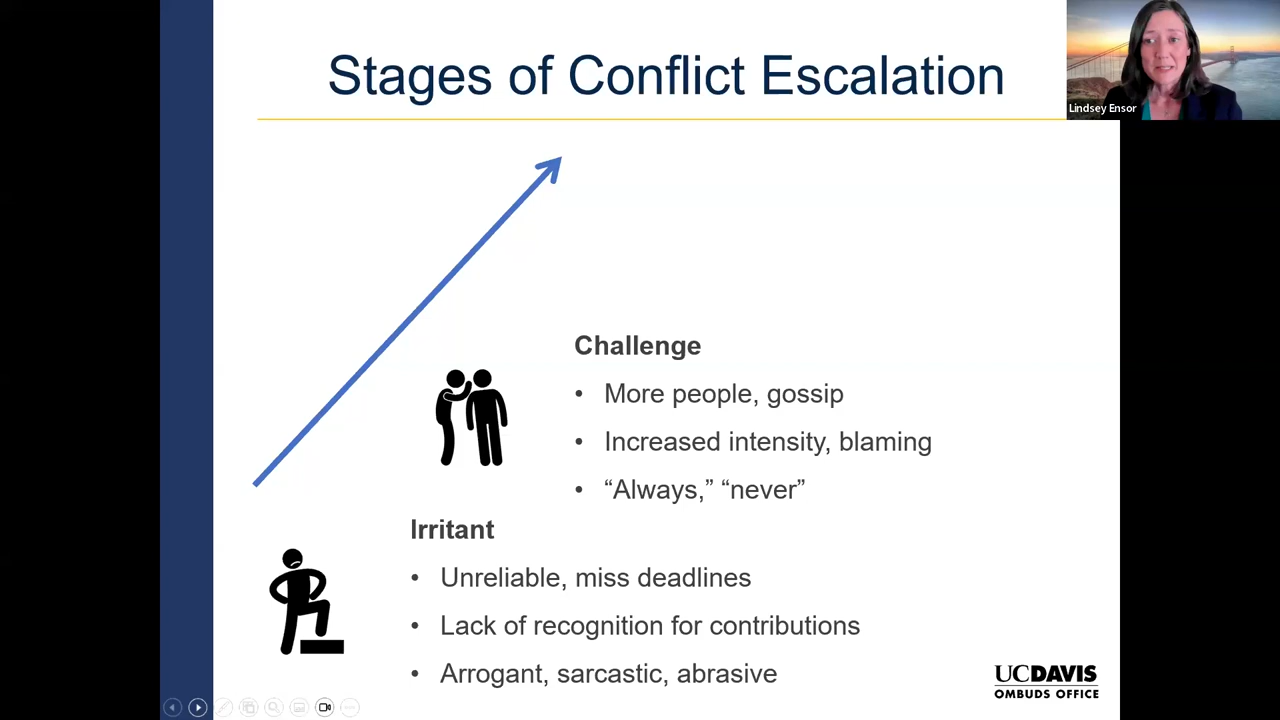 Stages of Conflict Escalation
Lindsey Ensor
Challenge
• More people, gossip
• Increased intensity, blaming
• “Always,” “never”
Irritant
• Unreliable, miss deadlines
• Lack of recognition for contributions
• Arrogant, sarcastic, abrasive
UCDAVIS
OMBUDS OFFICE